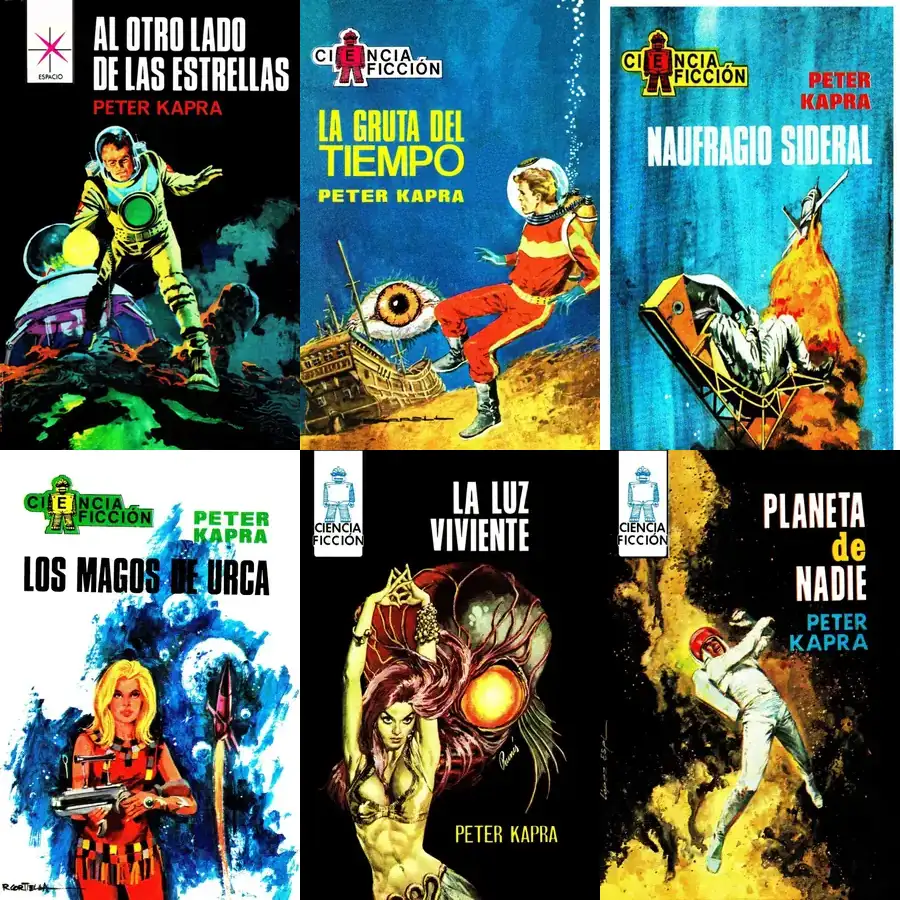 ESPACIO
AL OTRO LADO
DE LAS ESTRELLAS
PETER KAPRA
CIENCIA
FICCIÓN
LA GRUTA DEL
TIEMPO
PETER KAPRA
CIENCIA
FICCIÓN
PETER
KAPRA
NAUFRAGIO SIDERAL
CIENCIA
FICCIÓN
PETER
KAPRA
LOS MAGOS DE URCA
CIENCIA
FICCIÓN
LA LUZ
VIVIENTE
PETER KAPRA
CIENCIA
FICCIÓN
PLANETA
de
NADIE
PETER
KAPRA